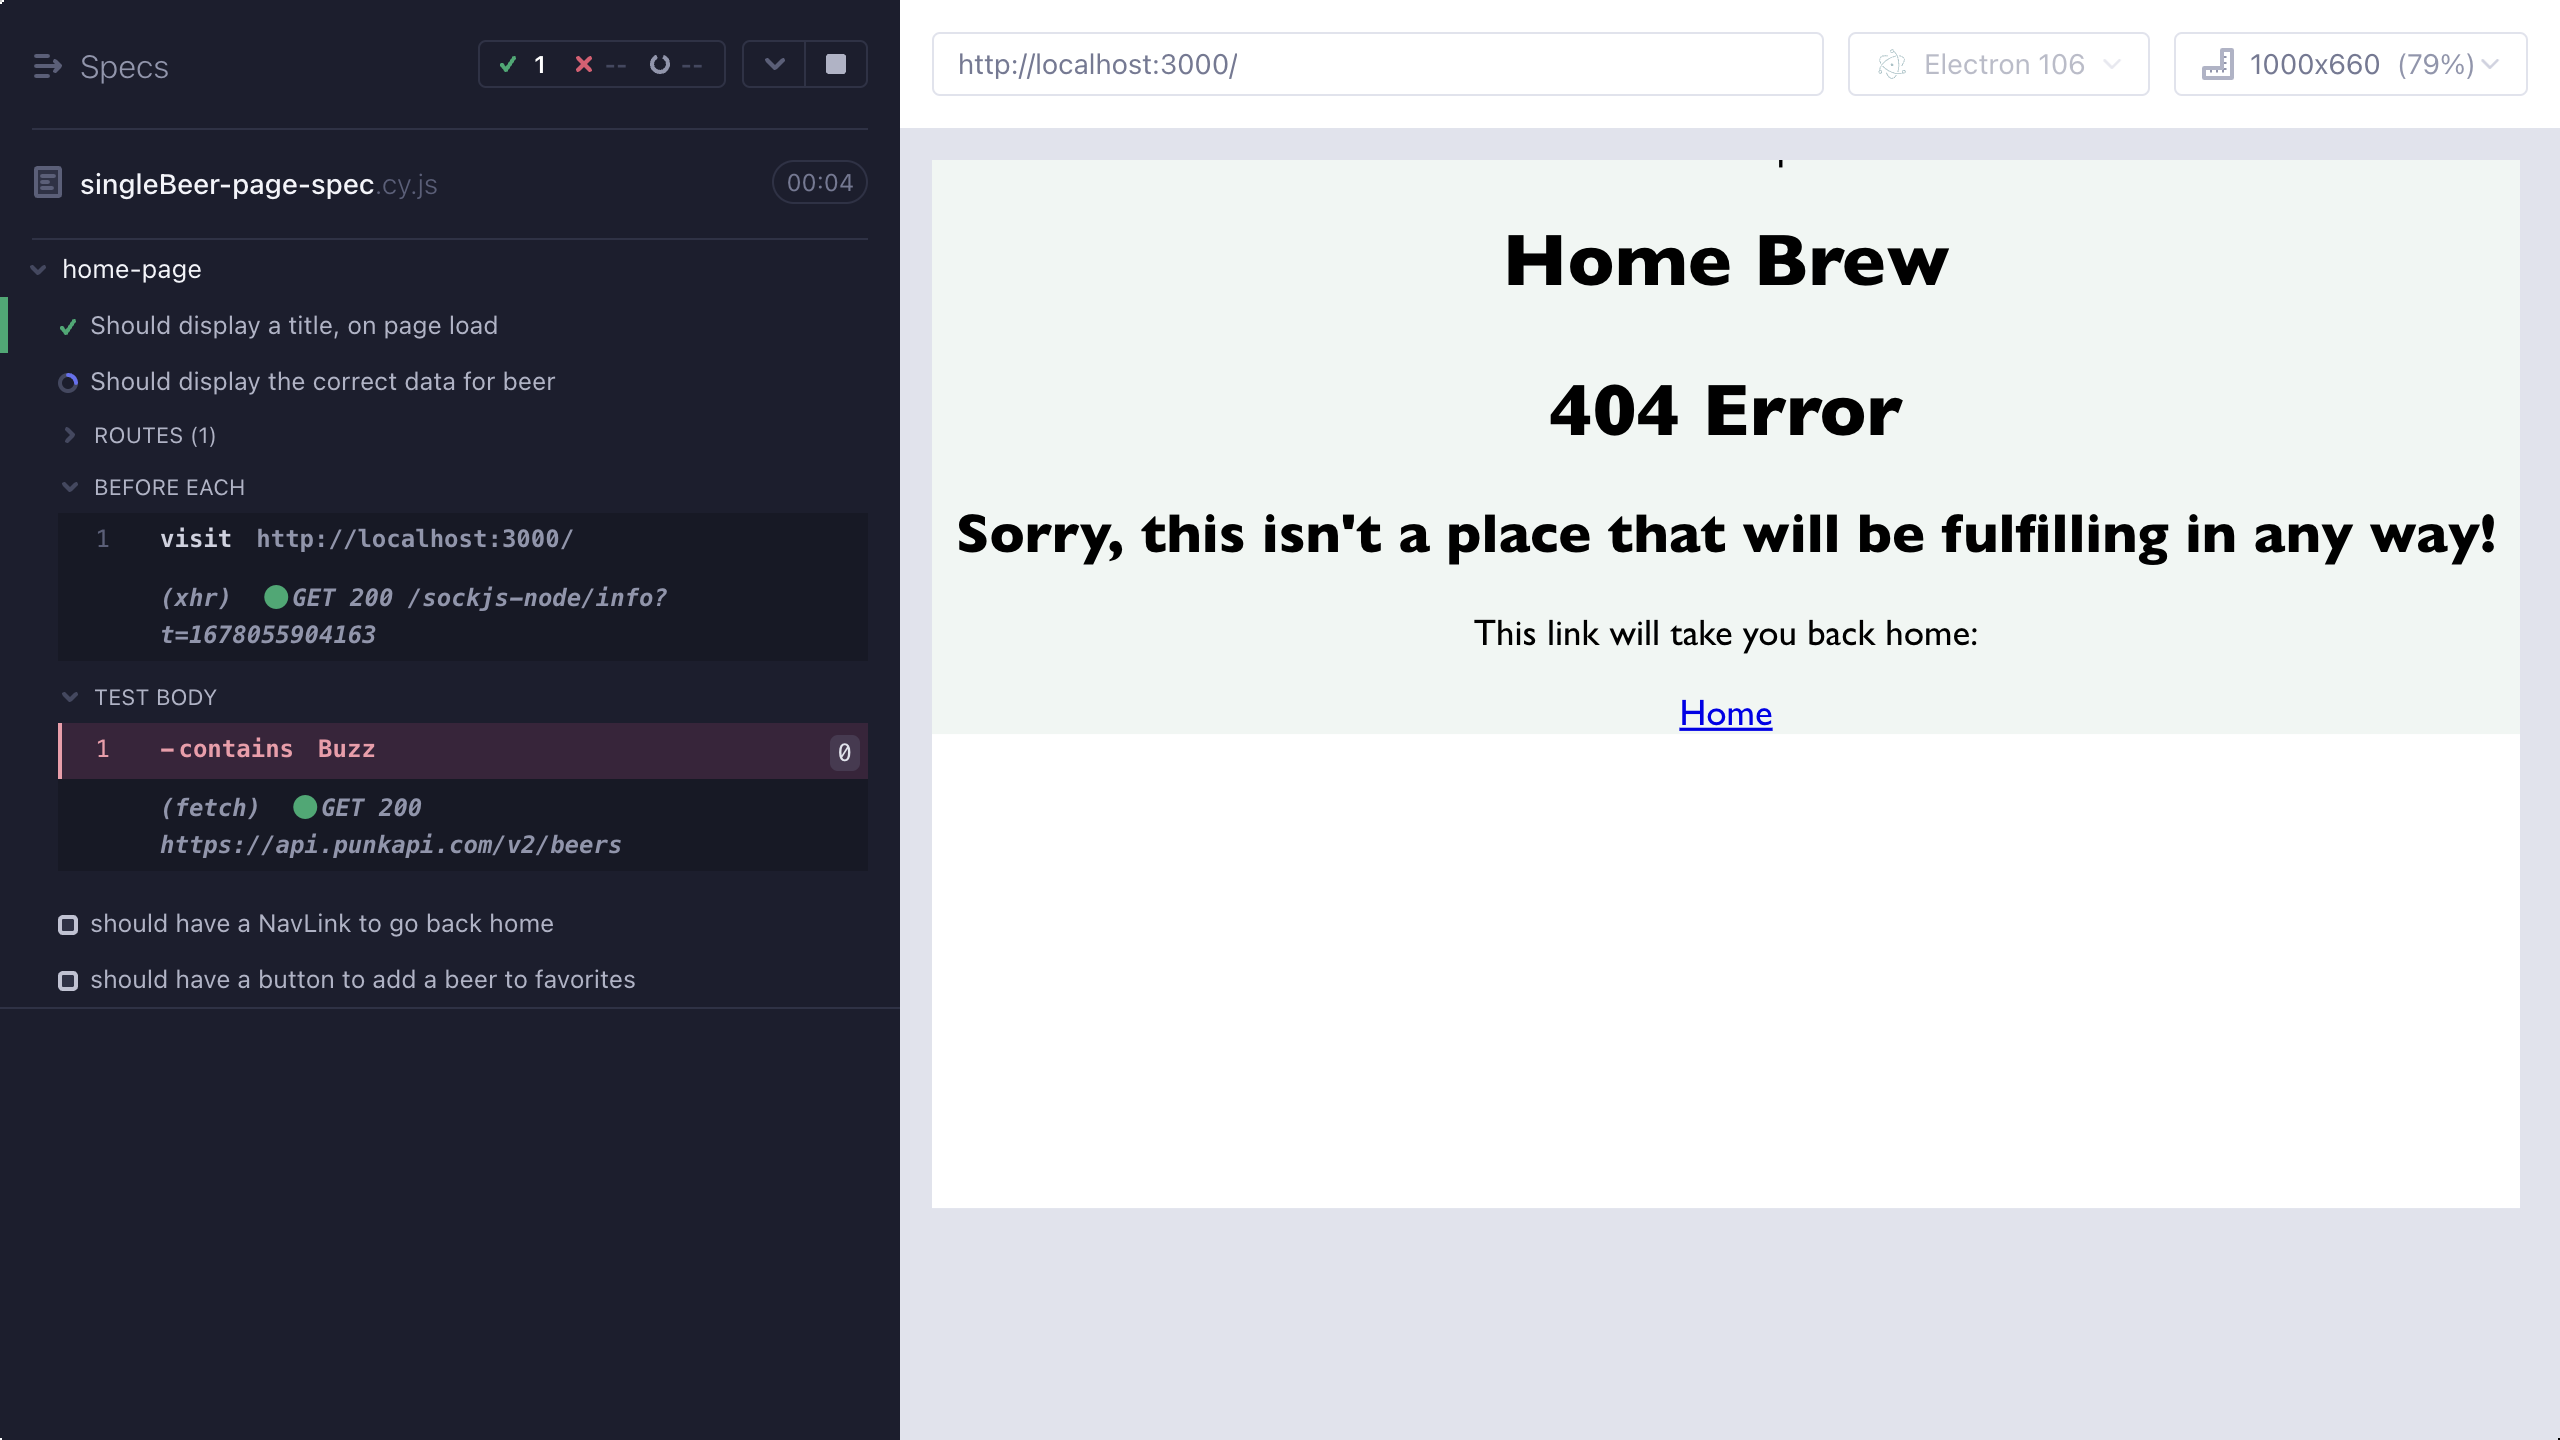 Specs
1 -- --
singleBeer-page-spec.cy.js
00:04
home-page
Should display a title, on page load
Should display the correct data for beer
ROUTES (1)
BEFORE EACH
1 visit http://localhost:3000/
(xhr) GET 200 /sockjs-node/info?
t=1678055904163
TEST BODY
1 -contains Buzz 0
(fetch) GET 200
https://api.punkapi.com/v2/beers
should have a NavLink to go back home
should have a button to add a beer to favorites
http://localhost:3000/
Electron 106
1000x660 (79%)
Home Brew
404 Error
Sorry, this isn't a place that will be fulfilling in any way!
This link will take you back home:
Home